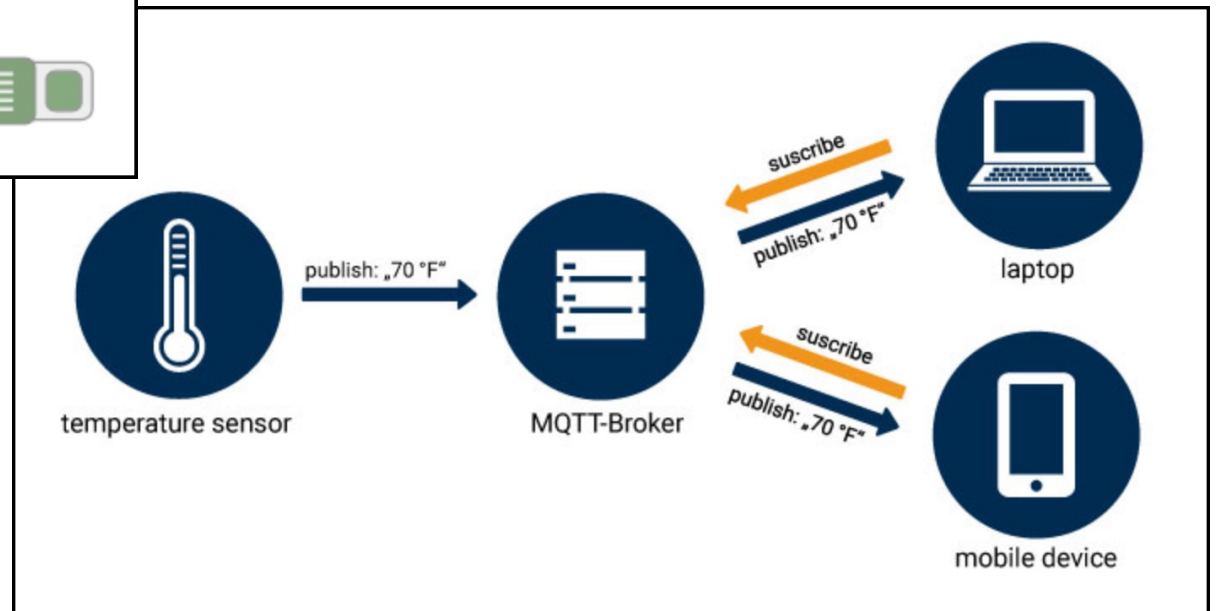 publish: „70 °F“
temperature sensor
MQTT-Broker
suscribe
publish: „70 °F“
laptop
suscribe
publish: „70 °F“
mobile device